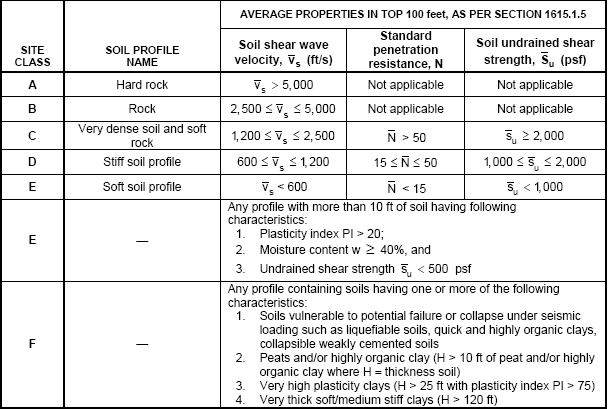 AVERAGE PROPERTIES IN TOP 100 feet, AS PER SECTION 1615.1.5
SITE CLASS
SOIL PROFILE NAME
Soil shear wave velocity, v̅s (ft/s)
Standard penetration resistance, N
Soil undrained shear strength, S̅u (psf)
A Hard rock v̅s > 5,000 Not applicable Not applicable
B Rock 2,500 ≤ v̅s ≤ 5,000 Not applicable Not applicable
C Very dense soil and soft rock 1,200 ≤ v̅s ≤ 2,500 N̅ > 50 s̅u ≥ 2,000
D Stiff soil profile 600 ≤ v̅s ≤ 1,200 15 ≤ N̅ ≤ 50 1,000 ≤ s̅u ≤ 2,000
E Soft soil profile v̅s < 600 N̅ < 15 s̅u < 1,000
E —
Any profile with more than 10 ft of soil having following
characteristics:
1. Plasticity index PI > 20;
2. Moisture content w ≥ 40%, and
3. Undrained shear strength s̅u < 500 psf
F —
Any profile containing soils having one or more of the following
characteristics:
1. Soils vulnerable to potential failure or collapse under seismic
loading such as liquefiable soils, quick and highly organic clays,
collapsible weakly cemented soils
2. Peats and/or highly organic clay (H > 10 ft of peat and/or highly
organic clay where H = thickness soil)
3. Very high plasticity clays (H > 25 ft with plasticity index PI > 75)
4. Very thick soft/medium stiff clays (H > 120 ft)